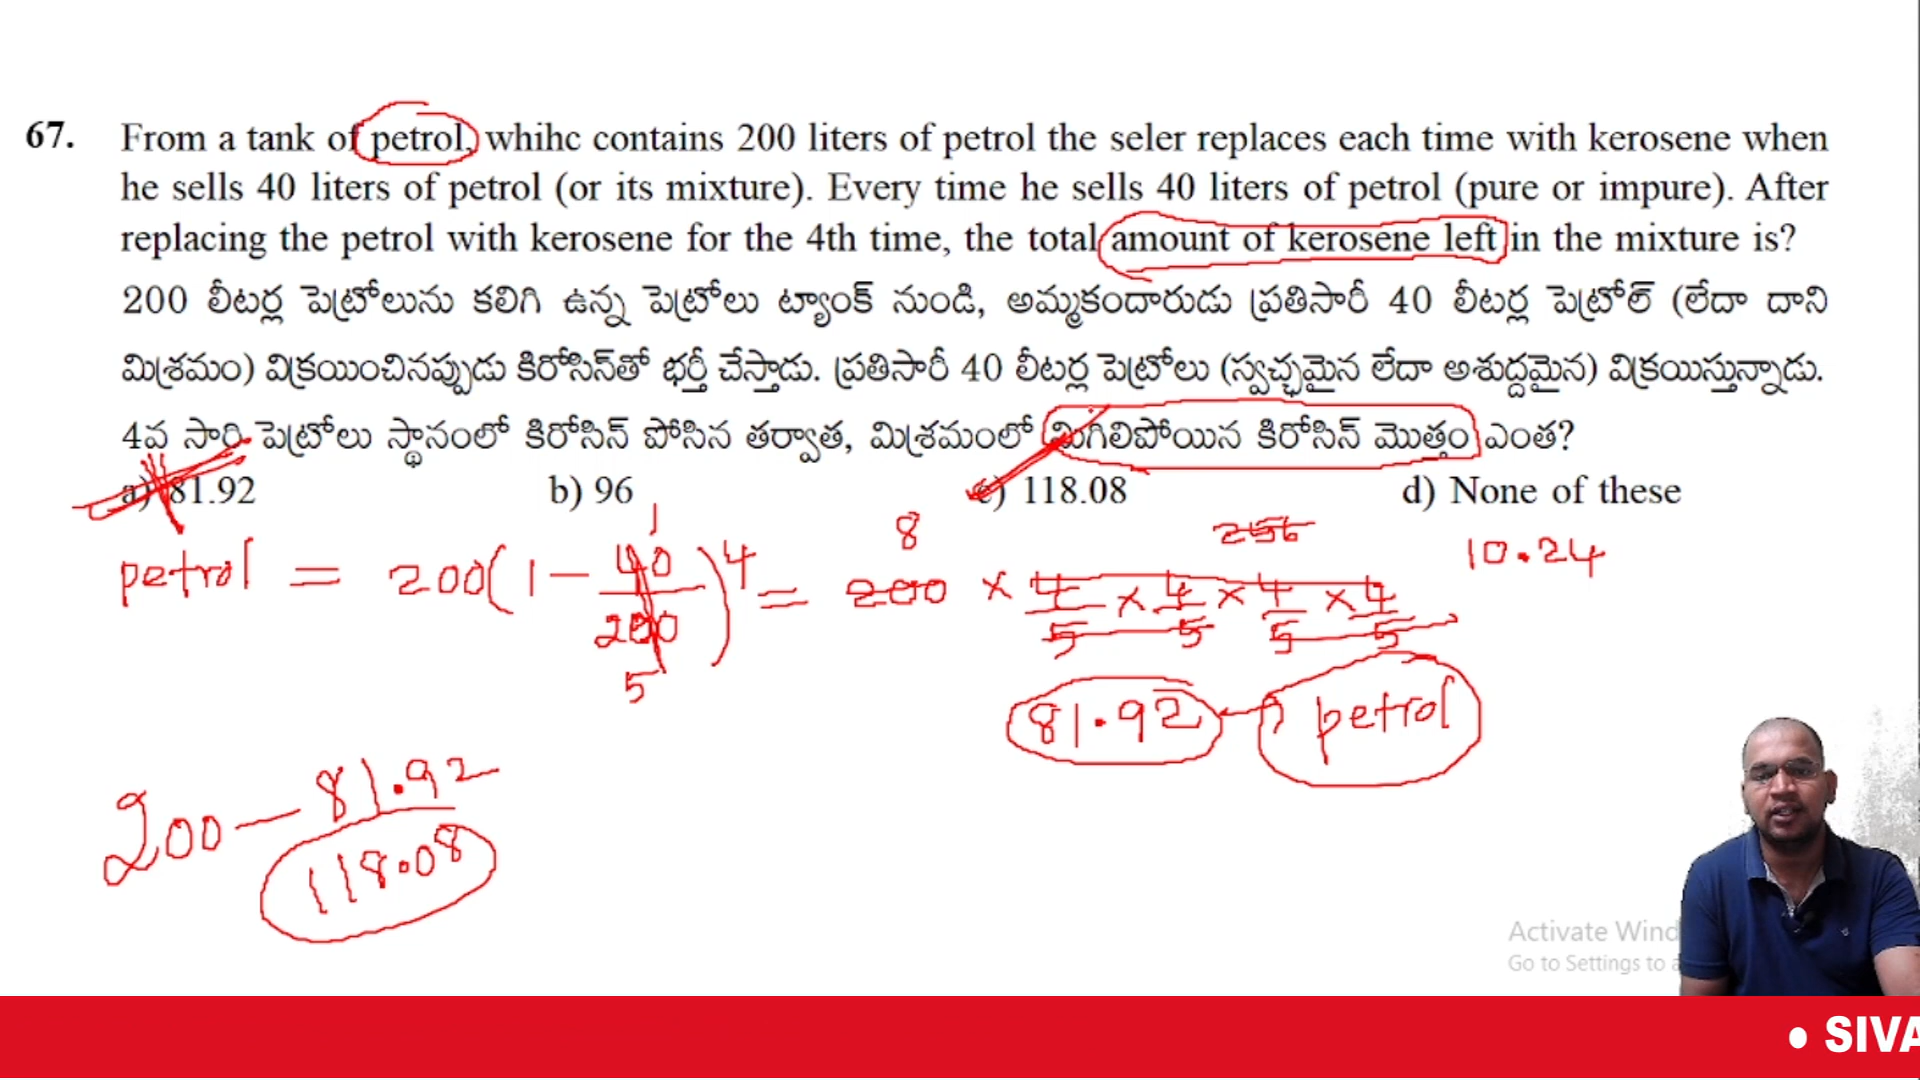 67. From a tank of petrol, whihc contains 200 liters of petrol the seler replaces each time with kerosene when
he sells 40 liters of petrol (or its mixture). Every time he sells 40 liters of petrol (pure or impure). After
replacing the petrol with kerosene for the 4th time, the total amount of kerosene left in the mixture is?
200 లీటర్ల పెట్రోలును కలిగి ఉన్న పెట్రోలు ట్యాంక్ నుండి, అమ్మకందారుడు ప్రతిసారీ 40 లీటర్ల పెట్రోల్ (లేదా దాని
మిశ్రమం) విక్రయించినప్పుడు కిరోసిన్‌తో భర్తీ చేస్తాడు. ప్రతిసారీ 40 లీటర్ల పెట్రోలు (స్వచ్ఛమైన లేదా అశుద్దమైన) విక్రయిస్తున్నాడు.
4వ సారి పెట్రోలు స్థానంలో కిరోసిన్ పోసిన తర్వాత, మిశ్రమంలో మిగిలిపోయిన కిరోసిన్ మొత్తం ఎంత?
a) 81.92 b) 96 c) 118.08 d) None of these
1 8 256 10.24
petrol = 200(1 - 40/200)^4 = 200 × 4/5 × 4/5 × 4/5 × 4/5
5
81.92 petrol
200 - 81.92
118.08
Activate Wind
Go to Settings to a
• SIVA